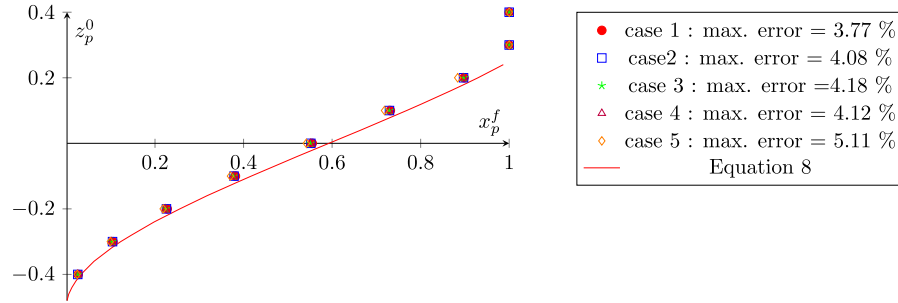 0.4
z_p^0
0.2
x_p^f
0.2 0.4 0.6 0.8 1
−0.2
−0.4
case 1 : max. error = 3.77 %
case2 : max. error = 4.08 %
case 3 : max. error =4.18 %
case 4 : max. error = 4.12 %
case 5 : max. error = 5.11 %
Equation 8